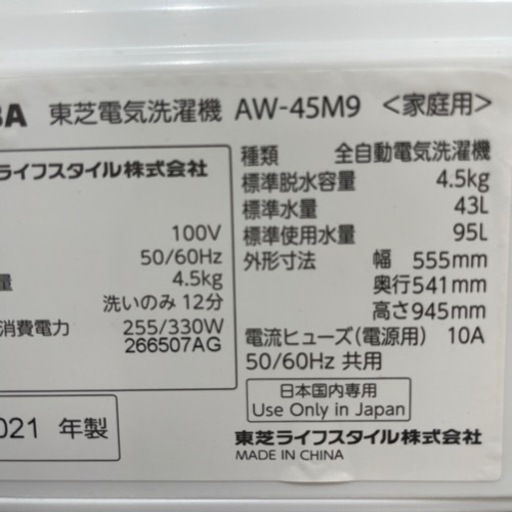 BA 東芝電気洗濯機 AW-45M9 <家庭用>
ライフスタイル株式会社
100V
50/60Hz
量 4.5kg
洗いのみ 12分
消費電力 255/330W
266507AG
021 年製
種類 全自動電気洗濯機
標準脱水容量 4.5kg
標準水量 43L
標準使用水量 95L
外形寸法 幅 555mm
奥行541mm
高さ945mm
電流ヒューズ(電源用) 10A
50/60Hz 共用
日本国内専用
Use Only in Japan
東芝ライフスタイル株式会社
MADE IN CHINA